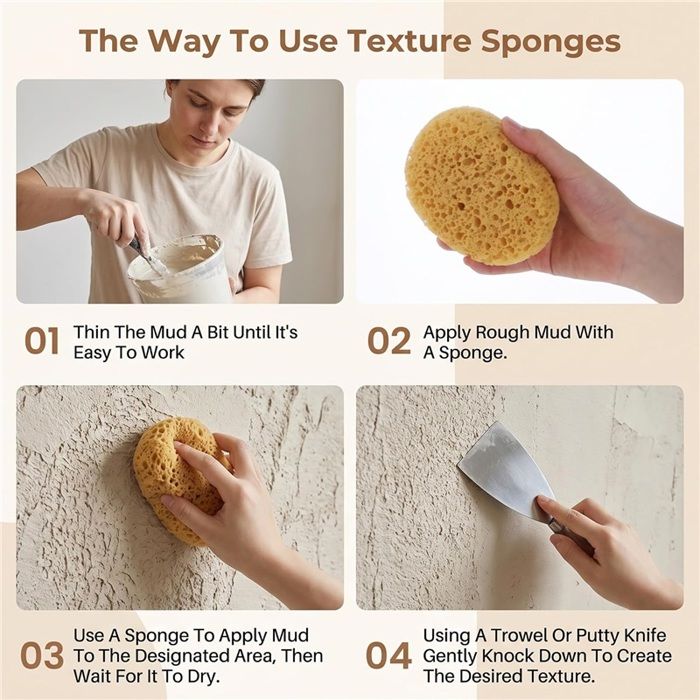 The Way To Use Texture Sponges
01 Thin The Mud A Bit Until It's
Easy To Work
02 Apply Rough Mud With
A Sponge.
03 Use A Sponge To Apply Mud
To The Designated Area, Then
Wait For It To Dry.
04 Using A Trowel Or Putty Knife
Gently Knock Down To Create
The Desired Texture.